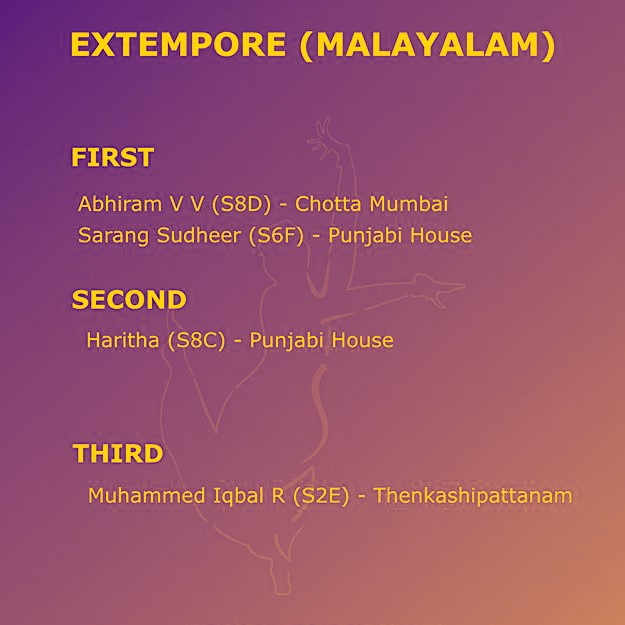 EXTEMPORE (MALAYALAM)
FIRST
Abhiram V V (S8D) - Chotta Mumbai
Sarang Sudheer (S6F) - Punjabi House
SECOND
Haritha (S8C) - Punjabi House
THIRD
Muhammed Iqbal R (S2E) - Thenkashipattanam